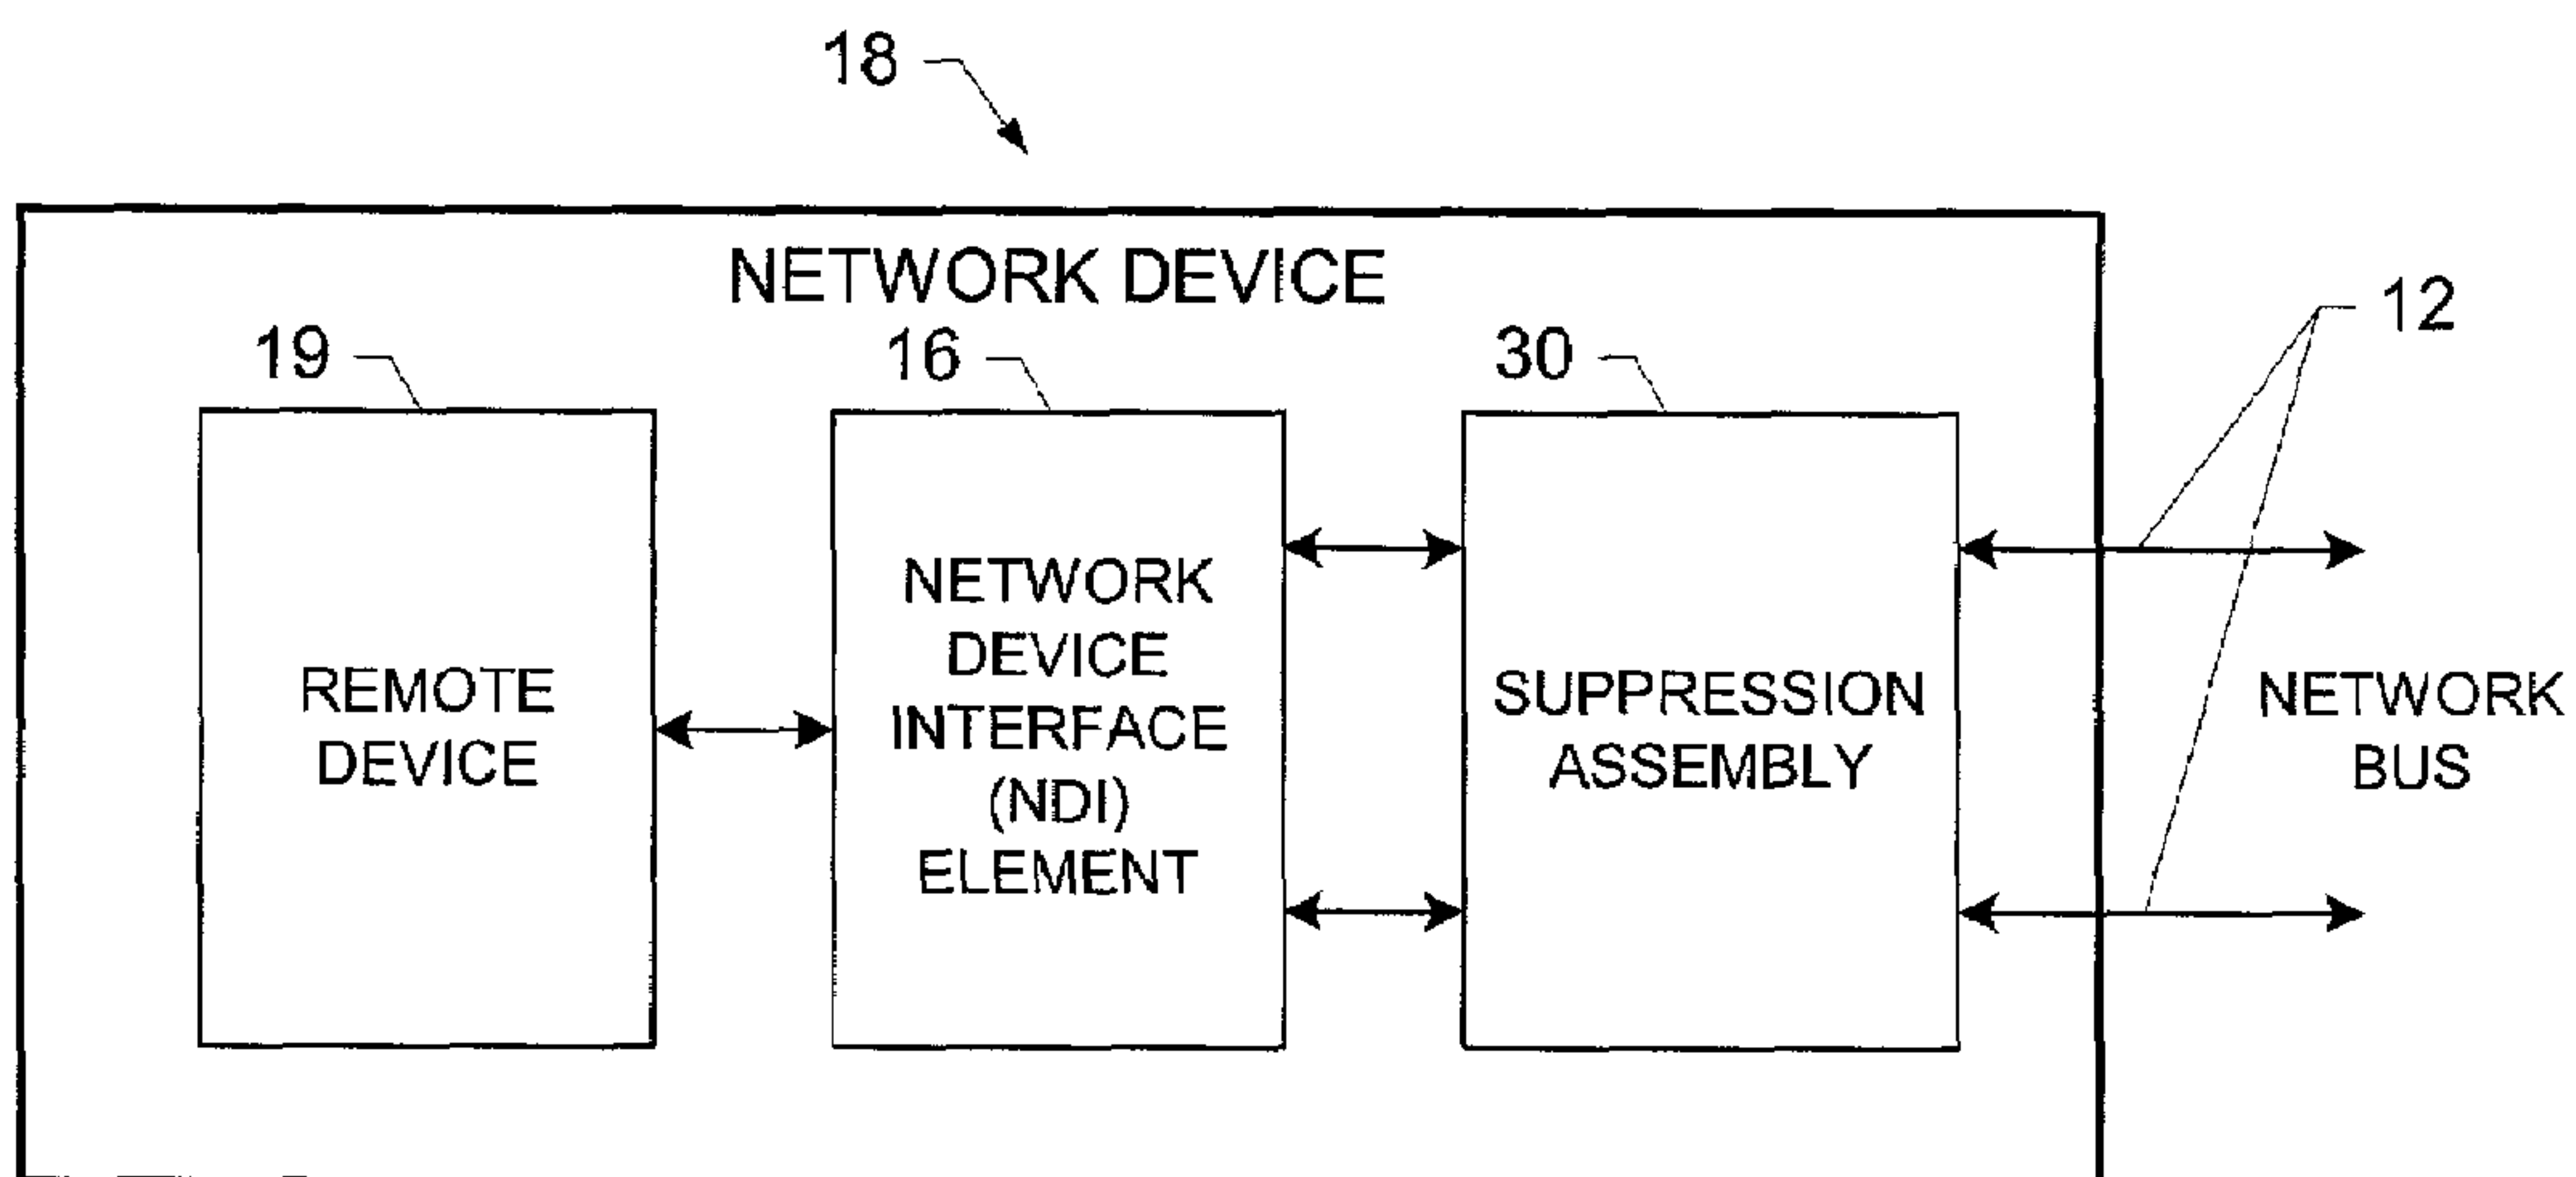 18
NETWORK DEVICE
12
19
16
30
REMOTE
DEVICE
NETWORK
DEVICE
INTERFACE
(NDI)
ELEMENT
SUPPRESSION
ASSEMBLY
NETWORK
BUS